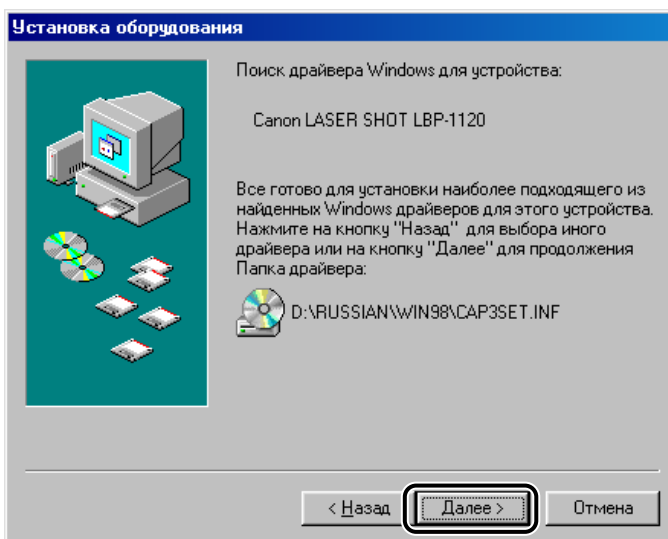 Установка оборудования
Поиск драйвера Windows для устройства:
Canon LASER SHOT LBP-1120
Все готово для установки наиболее подходящего из
найденных Windows драйверов для этого устройства.
Нажмите на кнопку "Назад" для выбора иного
драйвера или на кнопку "Далее" для продолжения
Папка драйвера:
D:\RUSSIAN\WIN98\CAP3SET.INF
< Назад
Далее >
Отмена